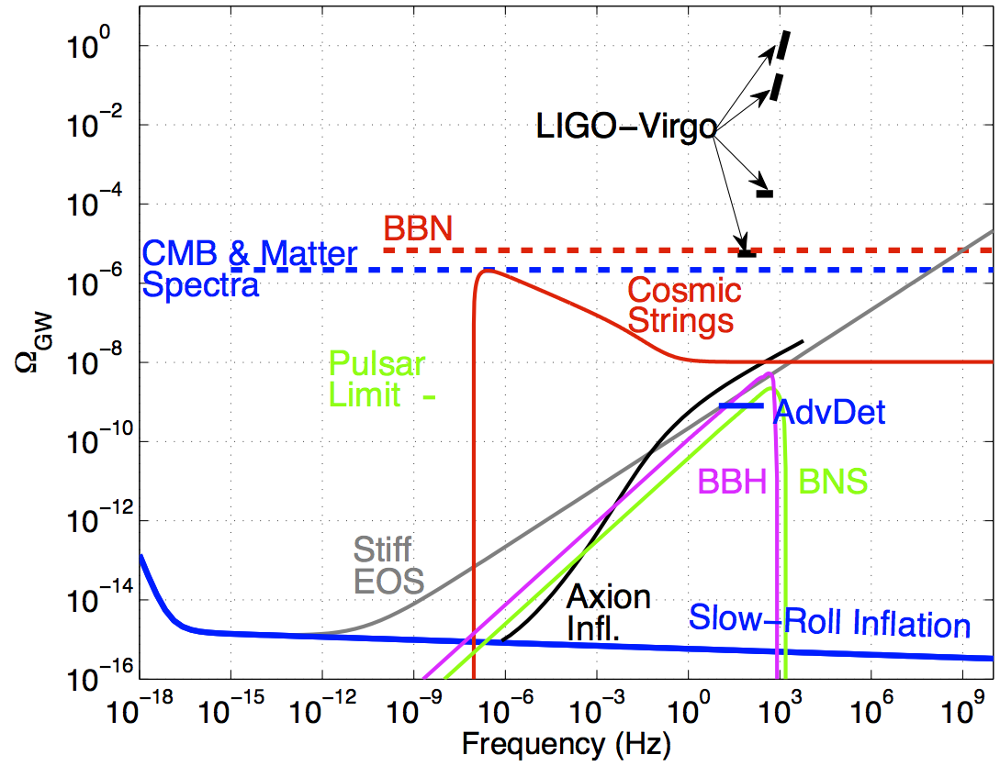 10^0
10^−2
LIGO−Virgo
10^−4
BBN
CMB & Matter
Spectra
10^−6
Cosmic
Strings
Ω_GW
10^−8
Pulsar
Limit
AdvDet
10^−10
BBH
BNS
10^−12
Stiff
EOS
10^−14
Axion
Infl.
Slow−Roll Inflation
10^−16
10^−18 10^−15 10^−12 10^−9 10^−6 10^−3 10^0 10^3 10^6 10^9
Frequency (Hz)